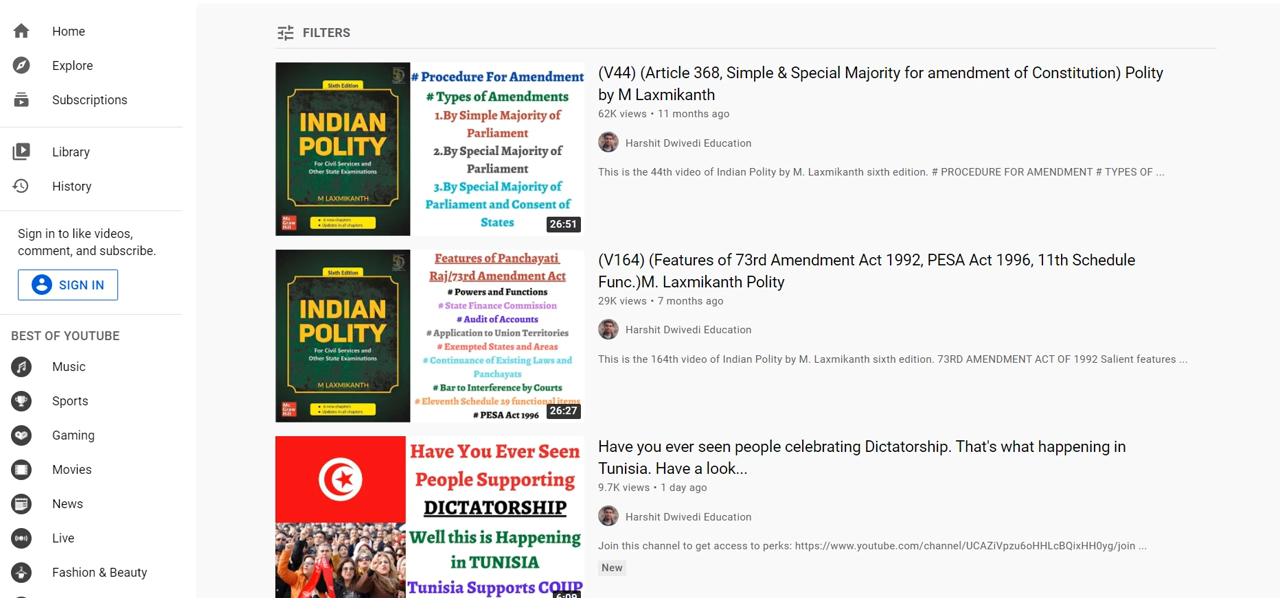 Home
Explore
Subscriptions
Library
History
Sign in to like videos,
comment, and subscribe.
SIGN IN
BEST OF YOUTUBE
Music
Sports
Gaming
Movies
News
Live
Fashion & Beauty
FILTERS
Sixth Edition
INDIAN
POLITY
For Civil Services and
Other State Examinations
M LAXMIKANTH
Mc
Graw
Hill
# Procedure For Amendment
# Types of Amendments
1.By Simple Majority of
Parliament
2.By Special Majority of
Parliament
3.By Special Majority of
Parliament and Consent of
States
26:51
(V44) (Article 368, Simple & Special Majority for amendment of Constitution) Polity
by M Laxmikanth
62K views • 11 months ago
Harshit Dwivedi Education
This is the 44th video of Indian Polity by M. Laxmikanth sixth edition. # PROCEDURE FOR AMENDMENT # TYPES OF ...
Sixth Edition
INDIAN
POLITY
For Civil Services and
Other State Examinations
M LAXMIKANTH
Mc
Graw
Hill
Features of Panchayati
Raj/73rd Amendment Act
# Powers and Functions
# State Finance Commission
# Audit of Accounts
# Application to Union Territories
# Exempted States and Areas
# Continuance of Existing Laws and
Panchayats
# Bar to Interference by Courts
# Eleventh Schedule 29 functional items
# PESA Act 1996
26:27
(V164) (Features of 73rd Amendment Act 1992, PESA Act 1996, 11th Schedule
Func.)M. Laxmikanth Polity
29K views • 7 months ago
Harshit Dwivedi Education
This is the 164th video of Indian Polity by M. Laxmikanth sixth edition. 73RD AMENDMENT ACT OF 1992 Salient features ...
Have You Ever Seen
People Supporting
DICTATORSHIP
Well this is Happening
in TUNISIA
Tunisia Supports COUP
6:09
Have you ever seen people celebrating Dictatorship. That's what happening in
Tunisia. Have a look...
9.7K views • 1 day ago
Harshit Dwivedi Education
Join this channel to get access to perks: https://www.youtube.com/channel/UCAZiVpzu6oHHLcBQixHH0yg/join ...
New